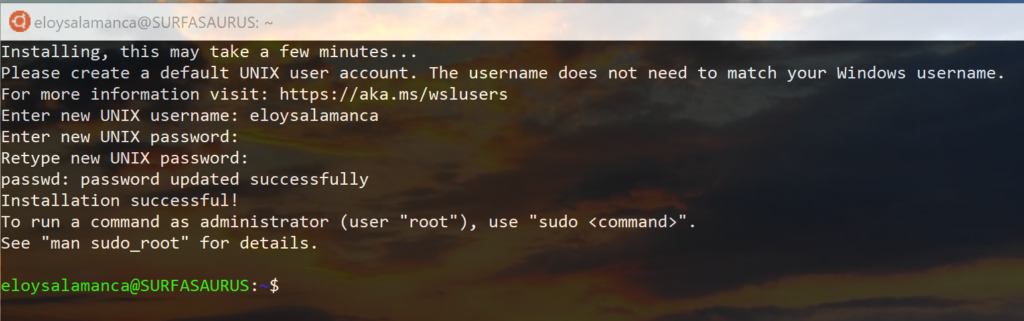 eloysalamanca@SURFASAURUS: ~
Installing, this may take a few minutes...
Please create a default UNIX user account. The username does not need to match your Windows username.
For more information visit: https://aka.ms/wslusers
Enter new UNIX username: eloysalamanca
Enter new UNIX password:
Retype new UNIX password:
passwd: password updated successfully
Installation successful!
To run a command as administrator (user "root"), use "sudo <command>".
See "man sudo_root" for details.
eloysalamanca@SURFASAURUS:~$